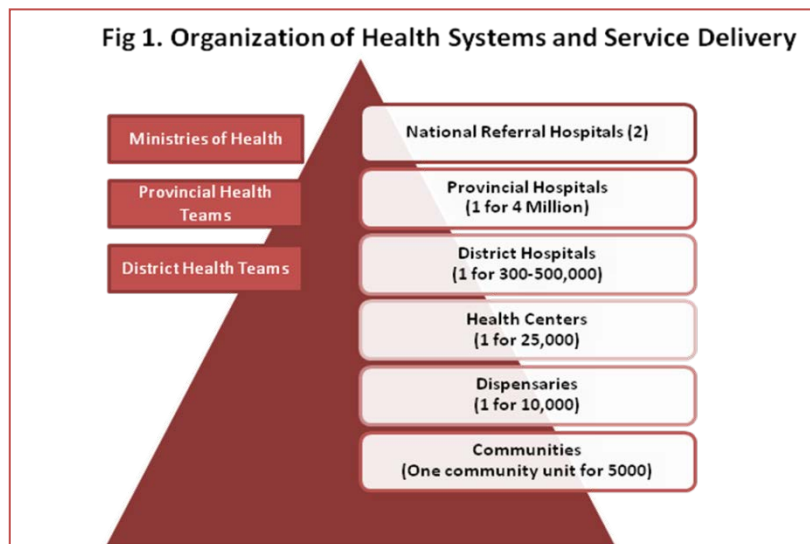 Fig 1. Organization of Health Systems and Service Delivery
Ministries of Health
National Referral Hospitals (2)
Provincial Health
Teams
Provincial Hospitals
(1 for 4 Million)
District Health Teams
District Hospitals
(1 for 300-500,000)
Health Centers
(1 for 25,000)
Dispensaries
(1 for 10,000)
Communities
(One community unit for 5000)